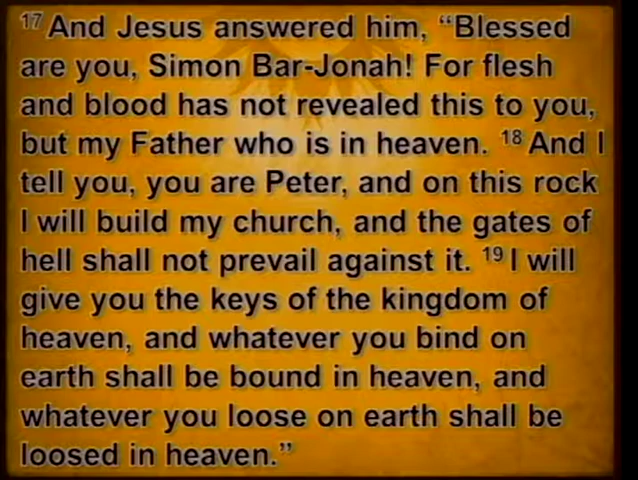 17 And Jesus answered him, “Blessed
are you, Simon Bar-Jonah! For flesh
and blood has not revealed this to you,
but my Father who is in heaven. 18 And I
tell you, you are Peter, and on this rock
I will build my church, and the gates of
hell shall not prevail against it. 19 I will
give you the keys of the kingdom of
heaven, and whatever you bind on
earth shall be bound in heaven, and
whatever you loose on earth shall be
loosed in heaven.”